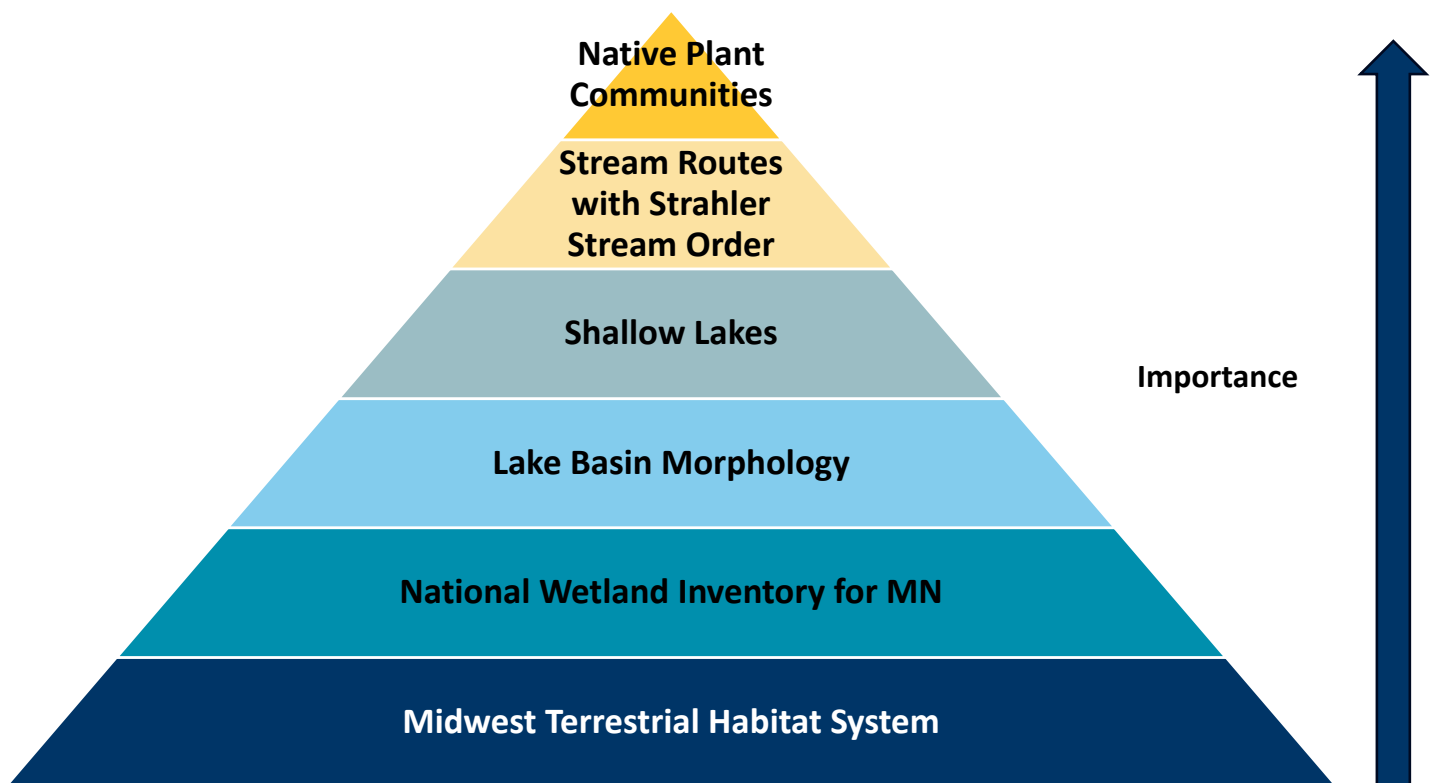 Native Plant
Communities
Stream Routes
with Strahler
Stream Order
Shallow Lakes
Importance
Lake Basin Morphology
National Wetland Inventory for MN
Midwest Terrestrial Habitat System